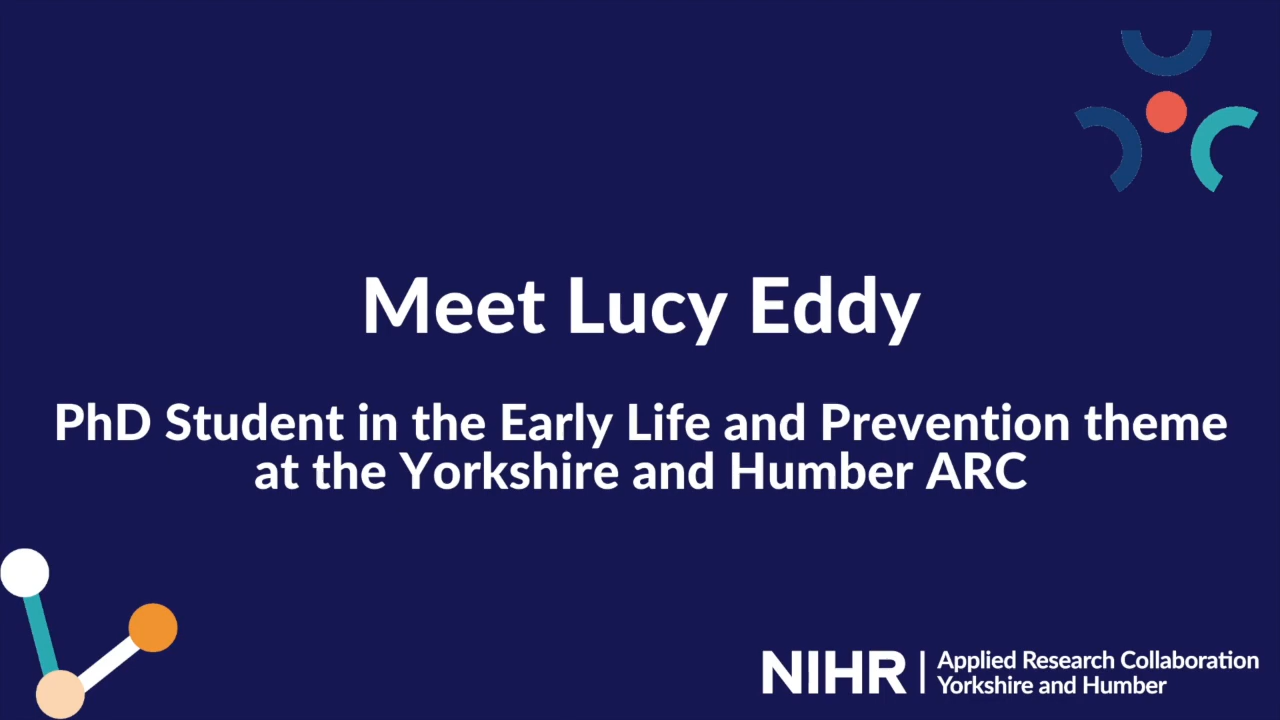 Meet Lucy Eddy
PhD Student in the Early Life and Prevention theme
at the Yorkshire and Humber ARC
NIHR | Applied Research Collaboration
Yorkshire and Humber